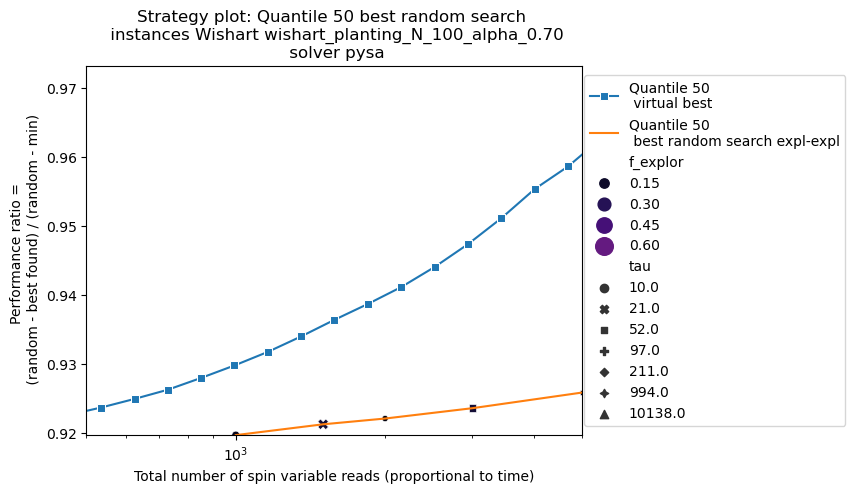 Strategy plot: Quantile 50 best random search
instances Wishart wishart_planting_N_100_alpha_0.70
solver pysa
0.97
0.96
0.95
0.94
0.93
0.92
Performance ratio =
(random - best found) / (random - min)
10^3
Total number of spin variable reads (proportional to time)
Quantile 50
virtual best
Quantile 50
best random search expl-expl
f_explor
0.15
0.30
0.45
0.60
tau
10.0
21.0
52.0
97.0
211.0
994.0
10138.0